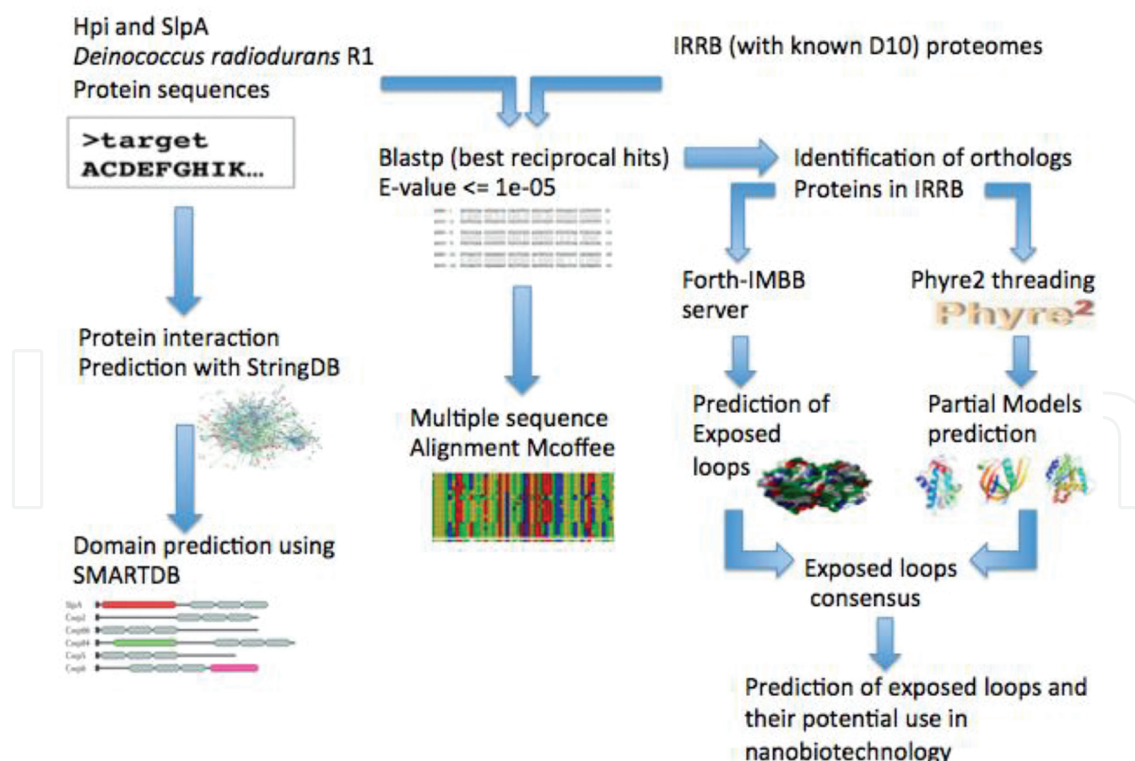 Hpi and SlpA
Deinococcus radiodurans R1
Protein sequences
>target
ACDEFGHIK...
Protein interaction
Prediction with StringDB
Domain prediction using
SMARTDB
SlpA
IRRB (with known D10) proteomes
Blastp (best reciprocal hits)
E-value <= 1e-05
Multiple sequence
Alignment Mcoffee
Identification of orthologs
Proteins in IRRB
Forth-IMBB
server
Prediction of
Exposed
loops
Phyre2 threading
Phyre2
Partial Models
prediction
Exposed loops
consensus
Prediction of exposed loops and
their potential use in
nanobiotechnology